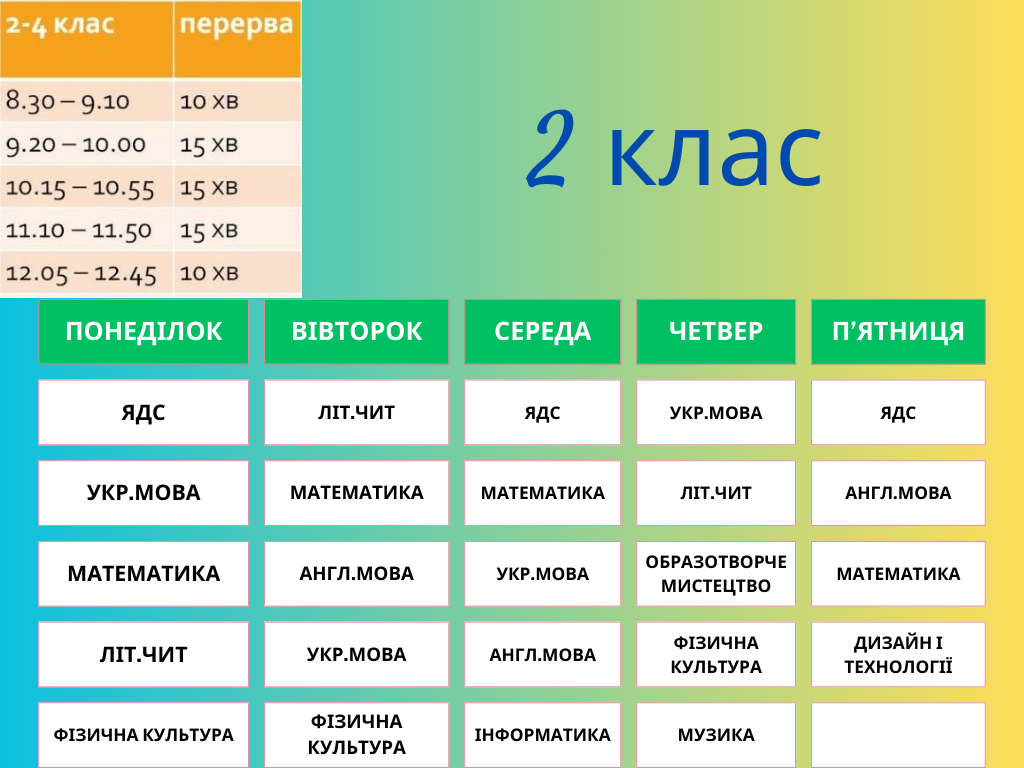 2-4 клас перерва
8.30 – 9.10 10 хв
9.20 – 10.00 15 хв
10.15 – 10.55 15 хв
11.10 – 11.50 15 хв
12.05 – 12.45 10 хв
2 клас
ПОНЕДІЛОК ВІВТОРОК СЕРЕДА ЧЕТВЕР П’ЯТНИЦЯ
ЯДС ЛІТ.ЧИТ ЯДС УКР.МОВА ЯДС
УКР.МОВА МАТЕМАТИКА МАТЕМАТИКА ЛІТ.ЧИТ АНГЛ.МОВА
МАТЕМАТИКА АНГЛ.МОВА УКР.МОВА ОБРАЗОТВОРЧЕ МИСТЕЦТВО МАТЕМАТИКА
ЛІТ.ЧИТ УКР.МОВА АНГЛ.МОВА ФІЗИЧНА КУЛЬТУРА ДИЗАЙН І ТЕХНОЛОГІЇ
ФІЗИЧНА КУЛЬТУРА ФІЗИЧНА КУЛЬТУРА ІНФОРМАТИКА МУЗИКА